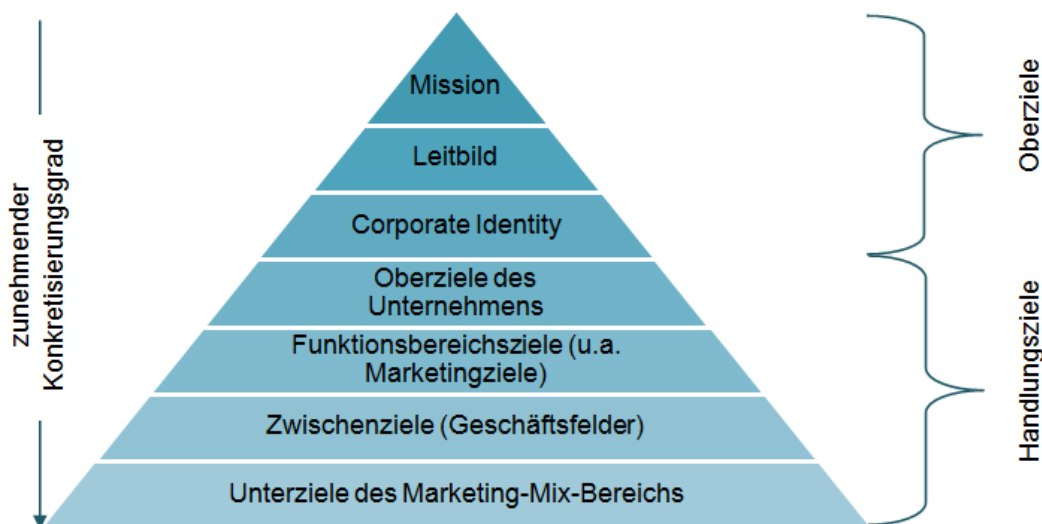 Mission
Leitbild
Corporate Identity
Oberziele des
Unternehmens
Funktionsbereichsziele (u.a.
Marketingziele)
Zwischenziele (Geschäftsfelder)
Unterziele des Marketing-Mix-Bereichs
zunehmender
Konkretisierungsgrad
Oberziele
Handlungsziele